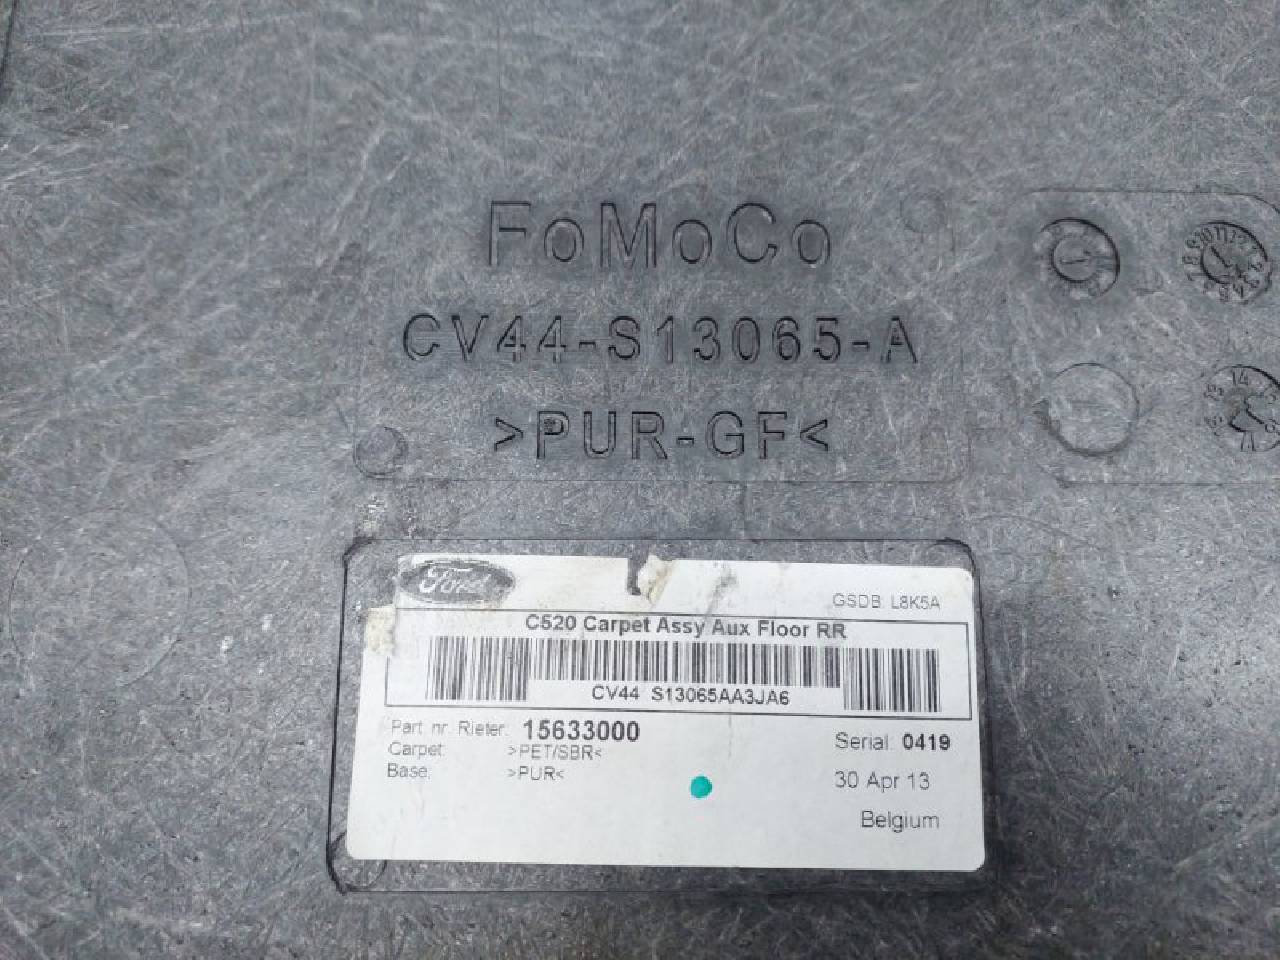 FoMoCo
CV44-S13065-A
>PUR-GF<
Ford
GSDB: L8K5A
C520 Carpet Assy Aux Floor RR
CV44 S13065AA3JA6
Part nr. Rieter: 15633000
Carpet: >PET/SBR<
Base: >PUR<
Serial: 0419
30 Apr 13
Belgium